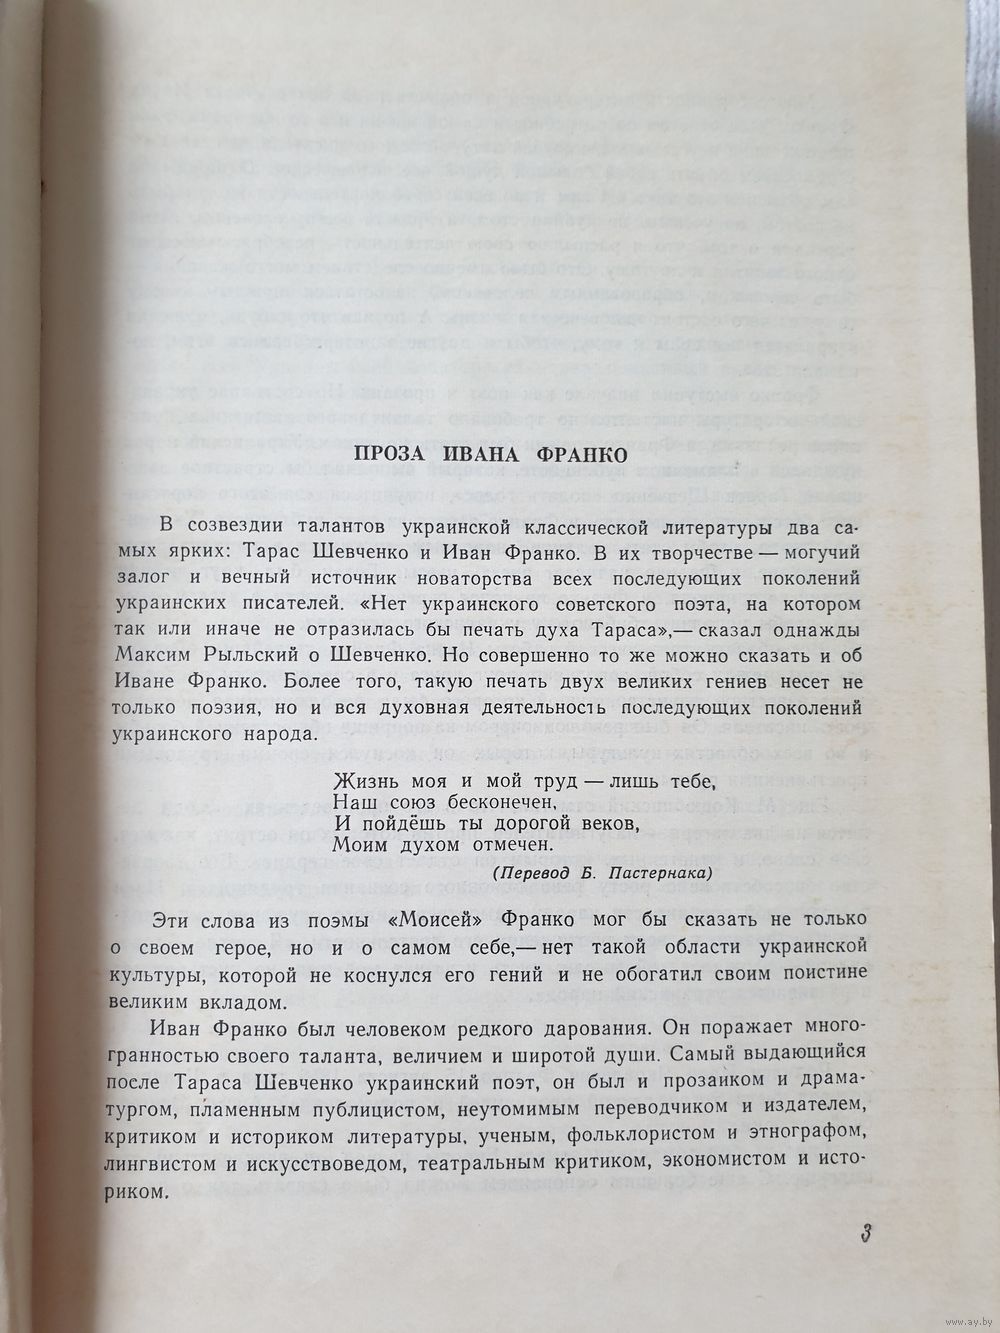 ПРОЗА ИВАНА ФРАНКО
В созвездии талантов украинской классической литературы два са-
мых ярких: Тарас Шевченко и Иван Франко. В их творчестве — могучий
залог и вечный источник новаторства всех последующих поколений
украинских писателей. «Нет украинского советского поэта, на котором
так или иначе не отразилась бы печать духа Тараса»,— сказал однажды
Максим Рыльский о Шевченко. Но совершенно то же можно сказать и об
Иване Франко. Более того, такую печать двух великих гениев несет не
только поэзия, но и вся духовная деятельность последующих поколений
украинского народа.
Жизнь моя и мой труд — лишь тебе,
Наш союз бесконечен,
И пойдёшь ты дорогой веков,
Моим духом отмечен.
(Перевод Б. Пастернака)
Эти слова из поэмы «Моисей» Франко мог бы сказать не только
о своем герое, но и о самом себе,— нет такой области украинской
культуры, которой не коснулся его гений и не обогатил своим поистине
великим вкладом.
Иван Франко был человеком редкого дарования. Он поражает много-
гранностью своего таланта, величием и широтой души. Самый выдающийся
после Тараса Шевченко украинский поэт, он был и прозаиком и драма-
тургом, пламенным публицистом, неутомимым переводчиком и издателем,
критиком и историком литературы, ученым, фольклористом и этнографом,
лингвистом и искусствоведом, театральным критиком, экономистом и исто-
риком.
3
www.ay.by